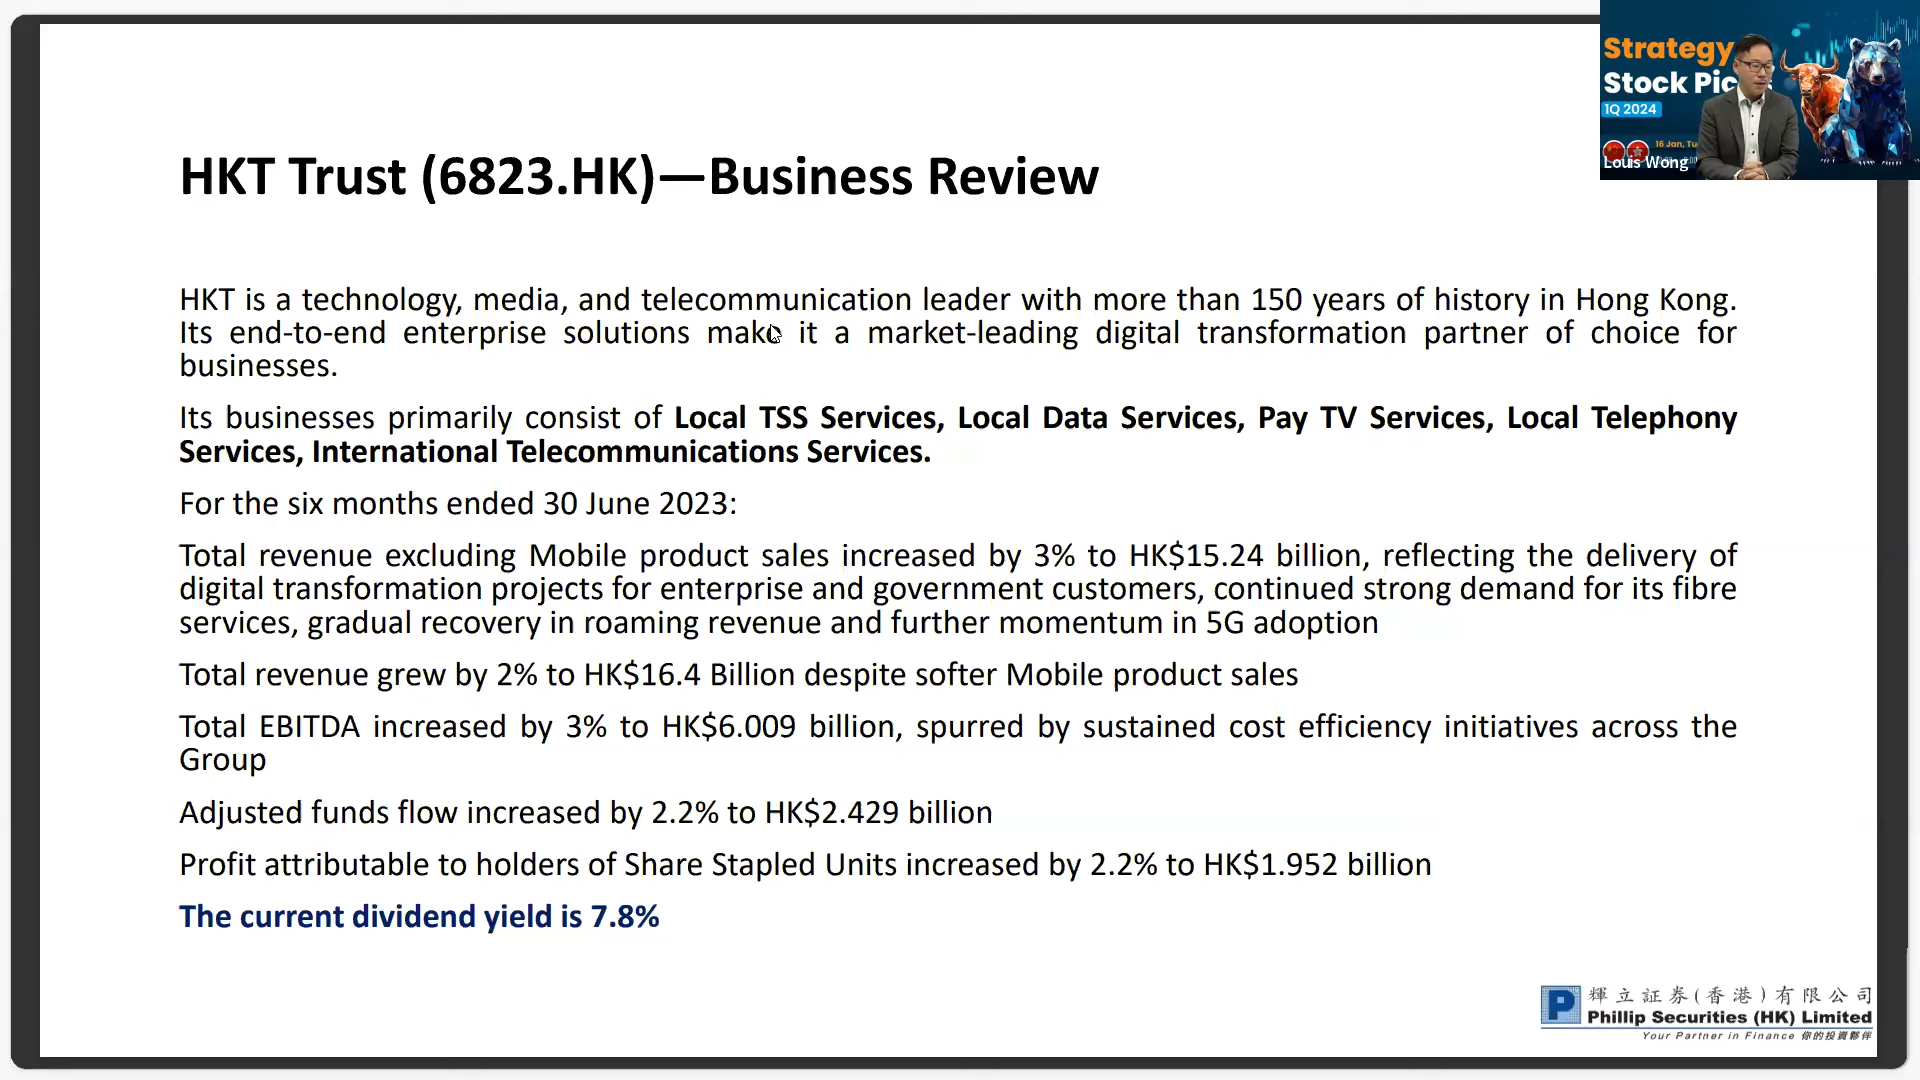 Strategy
Stock Pic
1Q 2024
16 Jan, Tu
Louis Wong
HKT Trust (6823.HK)—Business Review
HKT is a technology, media, and telecommunication leader with more than 150 years of history in Hong Kong.
Its end-to-end enterprise solutions make it a market-leading digital transformation partner of choice for
businesses.
Its businesses primarily consist of Local TSS Services, Local Data Services, Pay TV Services, Local Telephony
Services, International Telecommunications Services.
For the six months ended 30 June 2023:
Total revenue excluding Mobile product sales increased by 3% to HK$15.24 billion, reflecting the delivery of
digital transformation projects for enterprise and government customers, continued strong demand for its fibre
services, gradual recovery in roaming revenue and further momentum in 5G adoption
Total revenue grew by 2% to HK$16.4 Billion despite softer Mobile product sales
Total EBITDA increased by 3% to HK$6.009 billion, spurred by sustained cost efficiency initiatives across the
Group
Adjusted funds flow increased by 2.2% to HK$2.429 billion
Profit attributable to holders of Share Stapled Units increased by 2.2% to HK$1.952 billion
The current dividend yield is 7.8%
P
輝立証券(香港)有限公司
Phillip Securities (HK) Limited
Your Partner in Finance 你的投資夥伴